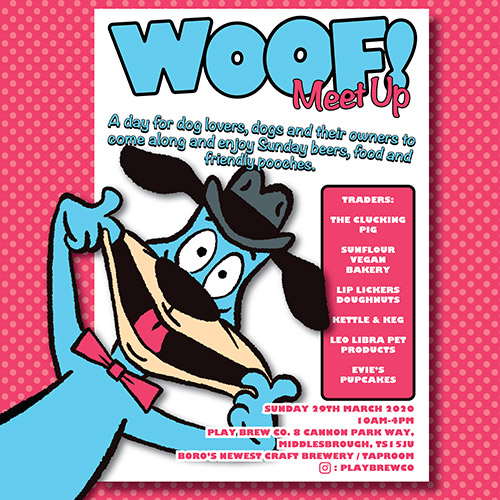 WOOF!
Meet Up
A day for dog lovers, dogs and their owners to
come along and enjoy Sunday beers, food and
friendly pooches.
TRADERS:
THE CLUCKING
PIG
SUNFLOUR
VEGAN
BAKERY
LIP LICKERS
DOUGHNUTS
KETTLE & KEG
LEO LIBRA PET
PRODUCTS
EVIE'S
PUPCAKES
SUNDAY 29TH MARCH 2020
10AM-4PM
PLAY BREW CO. 8 CANNON PARK WAY,
MIDDLESBROUGH, TS1 5JU
BORO'S NEWEST CRAFT BREWERY / TAPROOM
: PLAYBREWCO